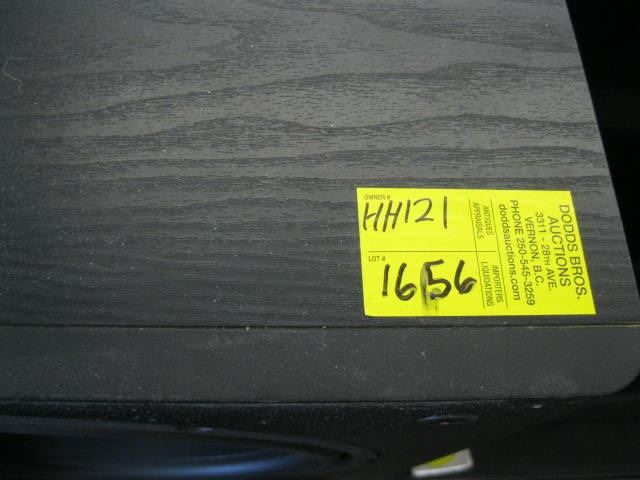 OWNER #
HH121
LOT #
1656
ANTIQUES
APPRAISALS
IMPORTERS
LIQUIDATIONS
DODDS BROS.
AUCTIONS
3311 - 28TH AVE.
VERNON, B.C.
PHONE 250-545-3259
doddsauctions.com